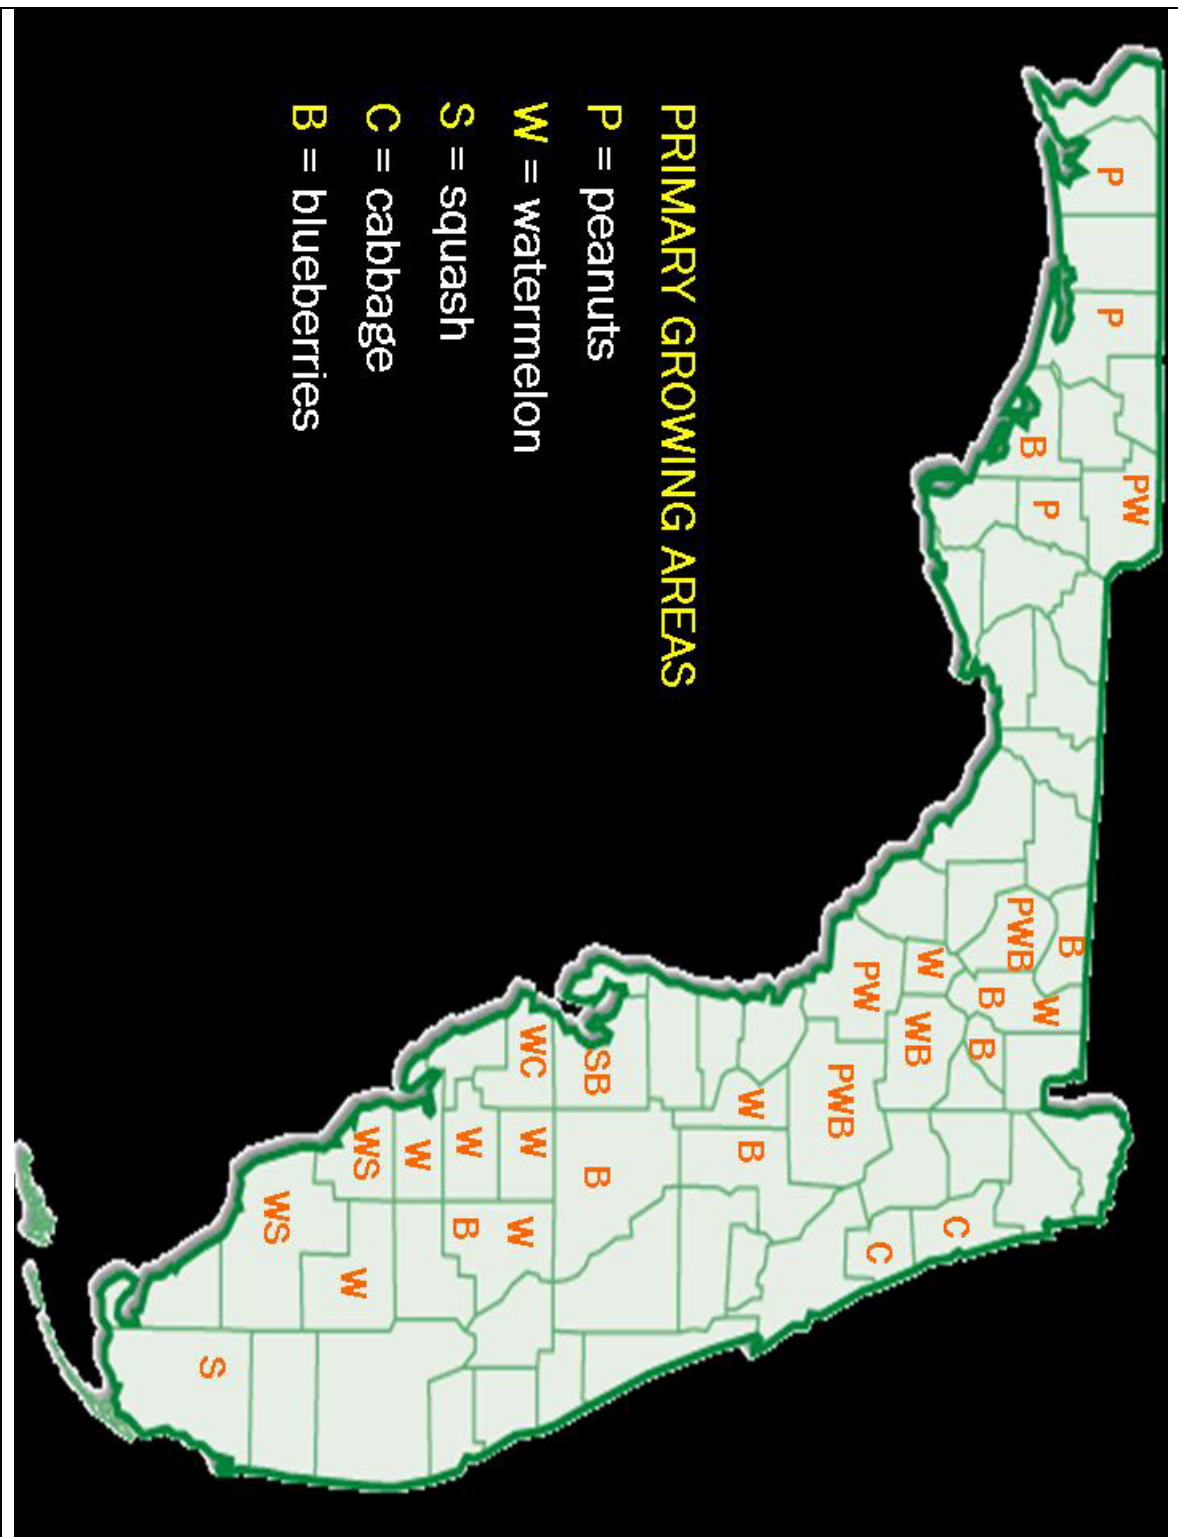 PW
P
P
B
P
W
B
PWB
B
B
C
W
WB
C
PW
PWB
W
B
PRIMARY GROWING AREAS
P = peanuts
W = watermelon
S = squash
C = cabbage
B = blueberries
SB
B
WC
W
W
W
B
W
WS
W
WS
S